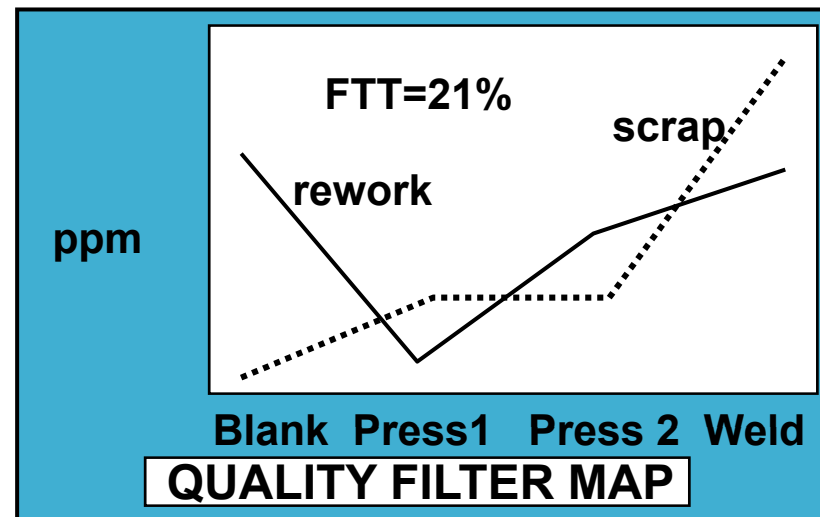 FTT=21%
scrap
rework
ppm
Blank Press1 Press 2 Weld
QUALITY FILTER MAP